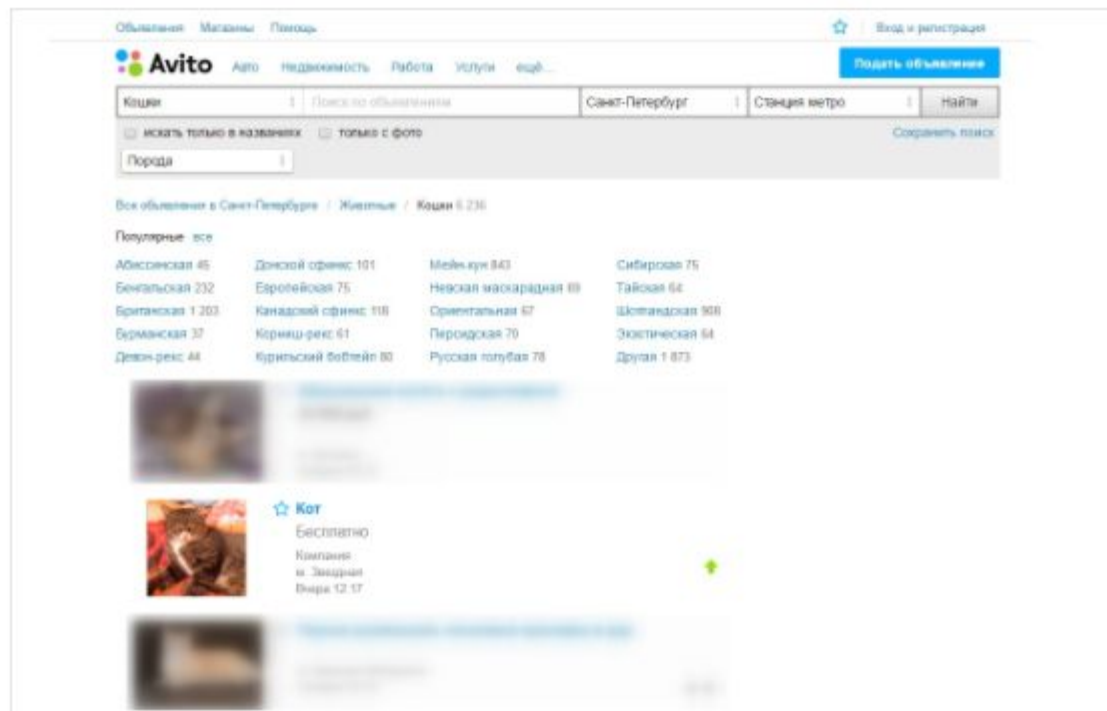 Объявления Магазины Помощь Вход и регистрация
Avito Авто Недвижимость Работа Услуги ещё... Подать объявление
Кошки Поиск по объявлениям Санкт-Петербург Станция метро Найти
искать только в названиях только с фото Сохранить поиск
Порода
Все объявления в Санкт-Петербурге / Животные / Кошки 6 236
Популярные все
Абиссинская 45 Донской сфинкс 101 Мейн-кун 843 Сибирская 75
Бенгальская 232 Европейская 75 Невская маскарадная 89 Тайская 64
Британская 1 203 Канадский сфинкс 118 Ориентальная 67 Шотландская 908
Бурманская 37 Корниш-рекс 61 Персидская 70 Экзотическая 64
Девон-рекс 44 Курильский бобтейл 80 Русская голубая 78 Другая 1 873
Кот
Бесплатно
Компания
м. Звездная
Вчера 12:17